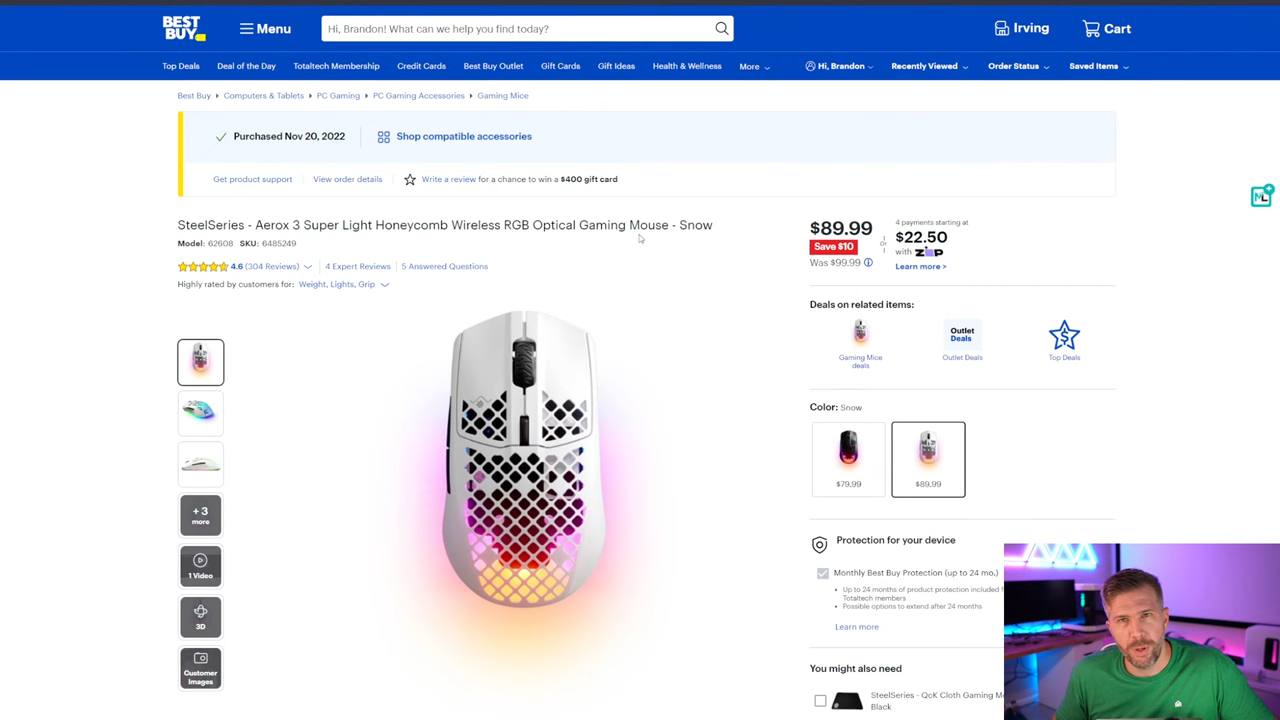 BEST BUY
Menu
Hi, Brandon! What can we help you find today?
Irving
Cart
Top Deals
Deal of the Day
Totaltech Membership
Credit Cards
Best Buy Outlet
Gift Cards
Gift Ideas
Health & Wellness
More
Hi, Brandon
Recently Viewed
Order Status
Saved Items
Best Buy
Computers & Tablets
PC Gaming
PC Gaming Accessories
Gaming Mice
Purchased Nov 20, 2022
Shop compatible accessories
Get product support
View order details
Write a review for a chance to win a $400 gift card
SteelSeries - Aerox 3 Super Light Honeycomb Wireless RGB Optical Gaming Mouse - Snow
Model: 62608 SKU: 6485249
4.6 (304 Reviews)
4 Expert Reviews
5 Answered Questions
Highly rated by customers for: Weight, Lights, Grip
+ 3 more
1 Video
3D
Customer Images
$89.99
Save $10
Was $99.99
or
4 payments starting at
$22.50
with ZIP
Learn more >
Deals on related items:
Gaming Mice deals
Outlet Deals
Outlet Deals
Top Deals
Color: Snow
$79.99
$89.99
Protection for your device
Monthly Best Buy Protection (up to 24 mo.)
• Up to 24 months of product protection included f
Totaltech members
• Possible options to extend after 24 months
Learn more
You might also need
SteelSeries - QcK Cloth Gaming M
Black
ML